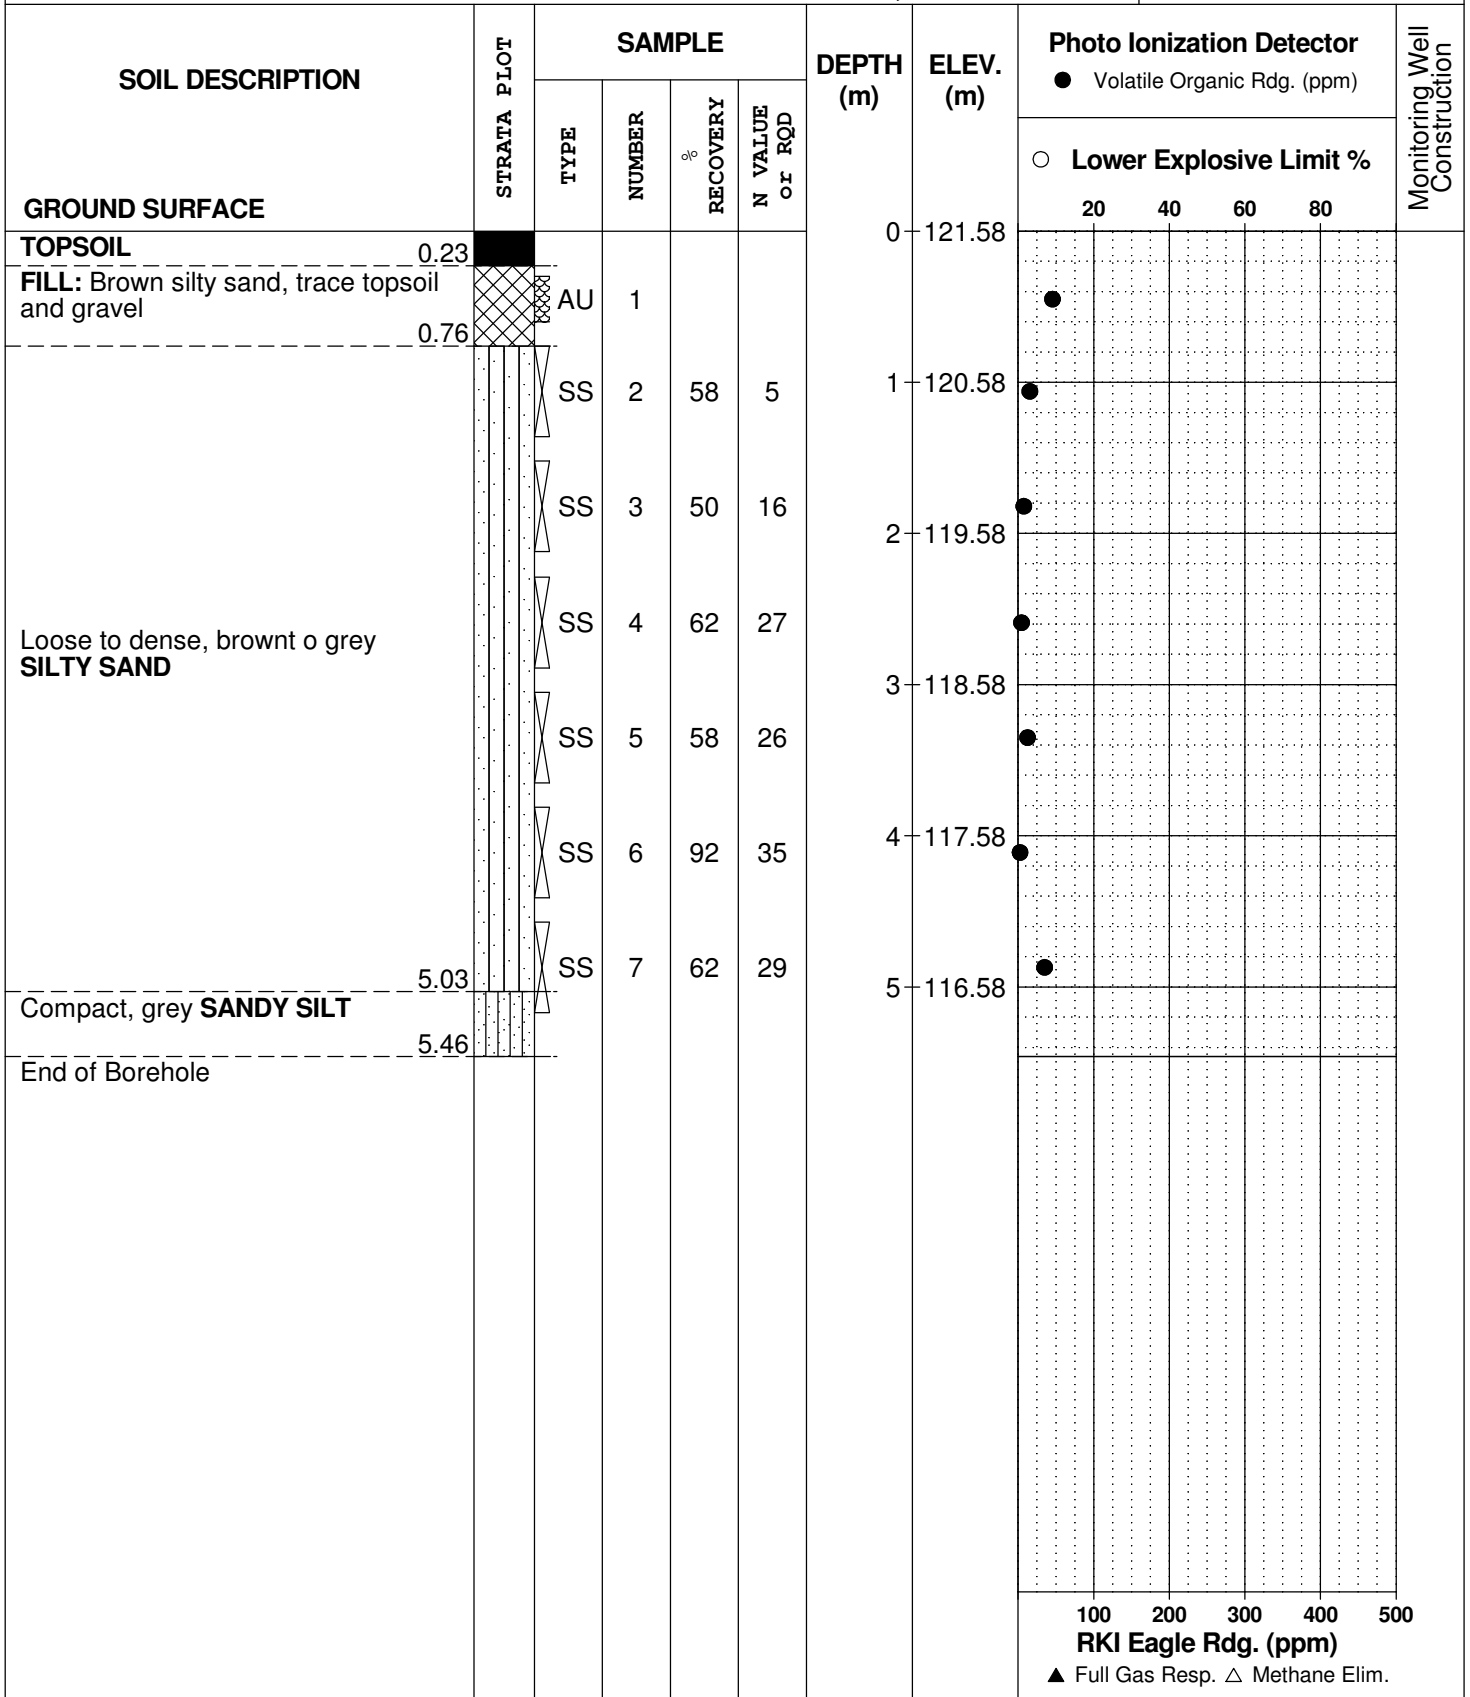 SOIL DESCRIPTION
GROUND SURFACE
STRATA PLOT
SAMPLE
TYPE
NUMBER
% RECOVERY
N VALUE or RQD
DEPTH (m)
ELEV. (m)
Photo Ionization Detector
● Volatile Organic Rdg. (ppm)
○ Lower Explosive Limit %
20 40 60 80
Monitoring Well
Construction
TOPSOIL 0.23
0 121.58
FILL: Brown silty sand, trace topsoil
and gravel
AU 1
0.76
SS 2 58 5
1 120.58
SS 3 50 16
2 119.58
SS 4 62 27
Loose to dense, brownt o grey
SILTY SAND
3 118.58
SS 5 58 26
4 117.58
SS 6 92 35
SS 7 62 29
5.03
5 116.58
Compact, grey SANDY SILT
5.46
End of Borehole
100 200 300 400 500
RKI Eagle Rdg. (ppm)
▲ Full Gas Resp. △ Methane Elim.